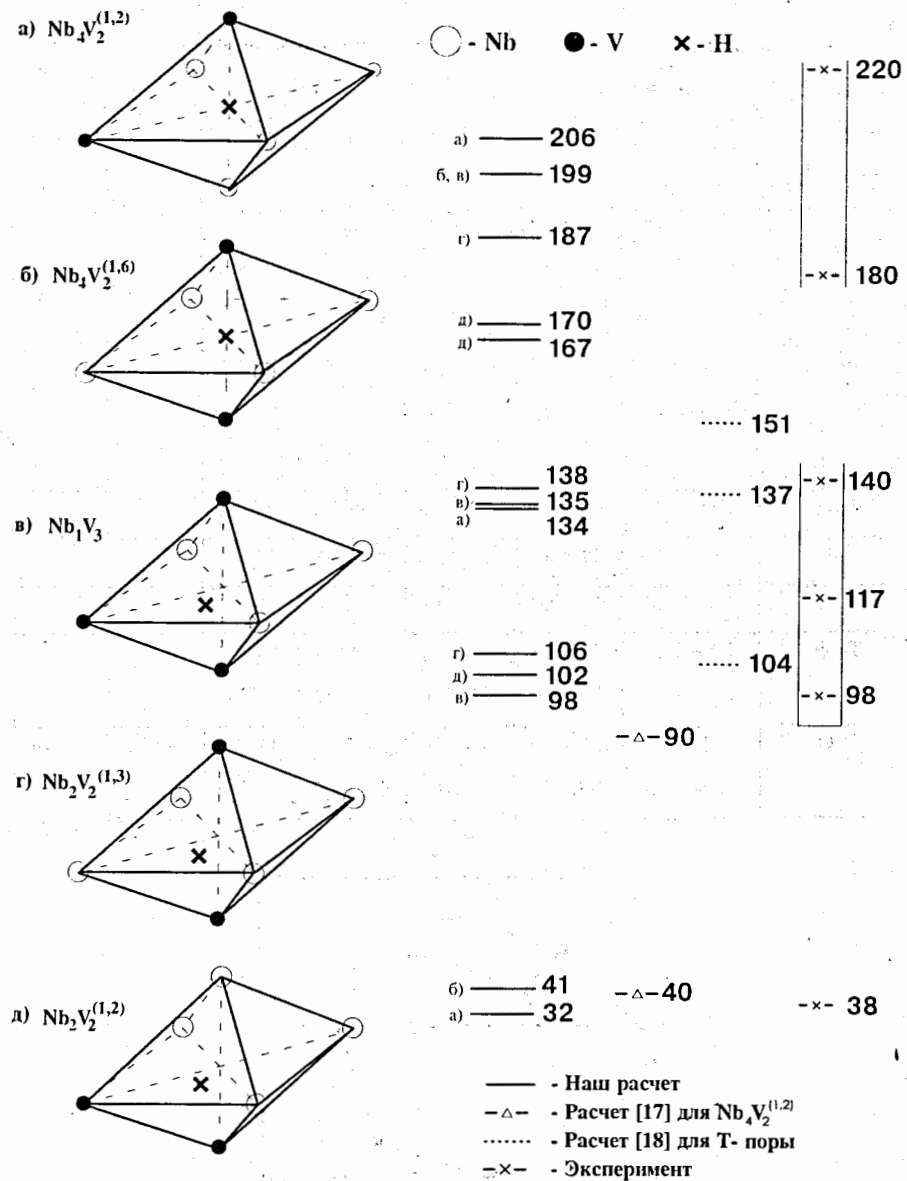 а) Nb₄V₂⁽¹,²⁾
- Nb
- V
× - H
-×- 220
а) 206
б, в) 199
г) 187
-×- 180
б) Nb₄V₂⁽¹,⁶⁾
д) 170
д) 167
...... 151
г) 138
в) 135
а) 134
...... 137
-×- 140
в) Nb₁V₃
-×- 117
г) 106
д) 102
в) 98
...... 104
-×- 98
-△-90
г) Nb₂V₂⁽¹,³⁾
д) Nb₂V₂⁽¹,²⁾
б) 41
а) 32
-△-40
-×- 38
—— - Наш расчет
-△- - Расчет [17] для Nb₄V₂⁽¹,²⁾
...... - Расчет [18] для Т- поры
-×- - Эксперимент